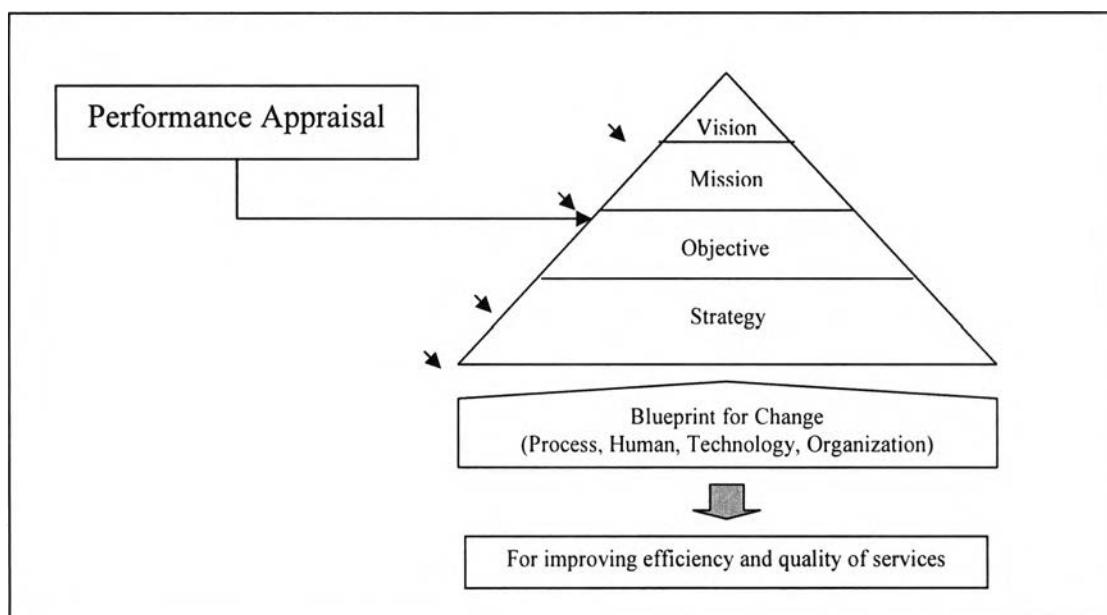 Performance Appraisal
Vision
Mission
Objective
Strategy
Blueprint for Change
(Process, Human, Technology, Organization)
For improving efficiency and quality of services